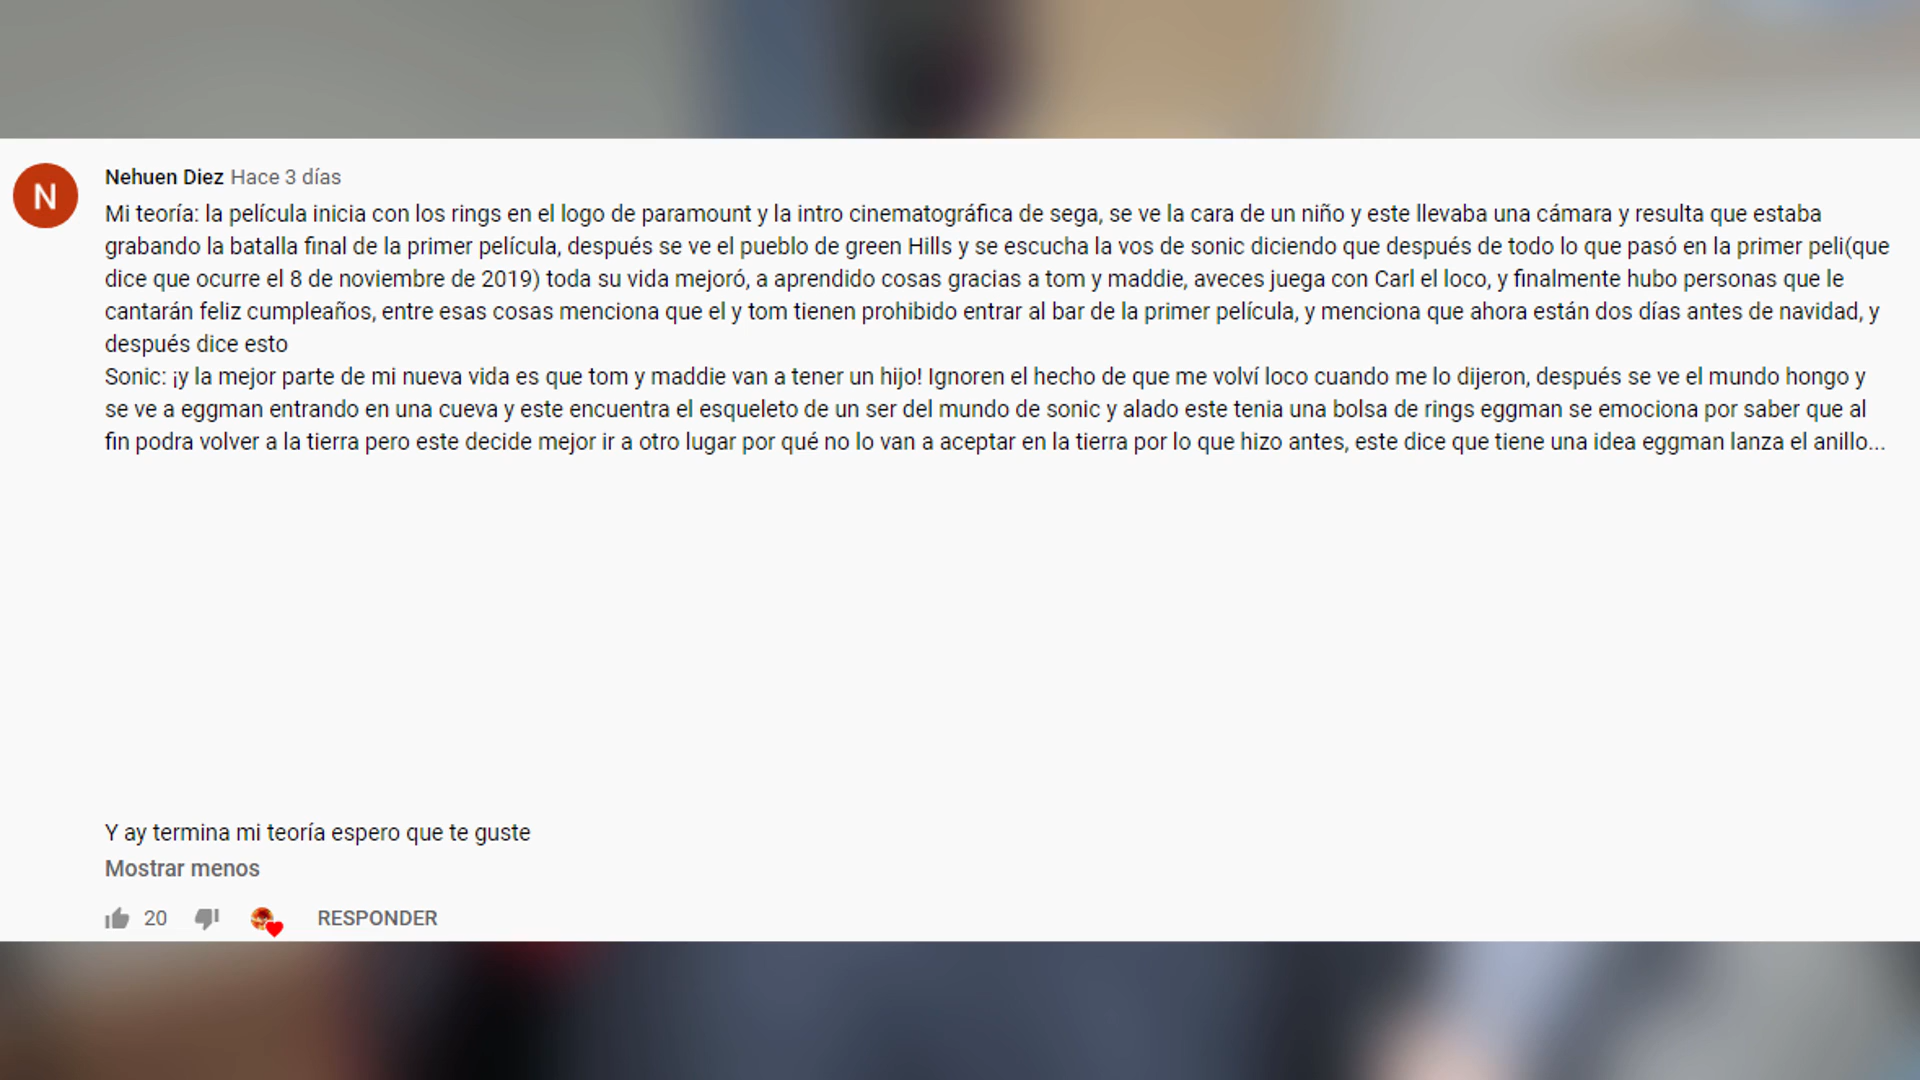 N
Nehuen Diez Hace 3 días
Mi teoría: la película inicia con los rings en el logo de paramount y la intro cinematográfica de sega, se ve la cara de un niño y este llevaba una cámara y resulta que estaba
grabando la batalla final de la primer película, después se ve el pueblo de green Hills y se escucha la vos de sonic diciendo que después de todo lo que pasó en la primer peli(que
dice que ocurre el 8 de noviembre de 2019) toda su vida mejoró, a aprendido cosas gracias a tom y maddie, aveces juega con Carl el loco, y finalmente hubo personas que le
cantarán feliz cumpleaños, entre esas cosas menciona que el y tom tienen prohibido entrar al bar de la primer película, y menciona que ahora están dos días antes de navidad, y
después dice esto
Sonic: ¡y la mejor parte de mi nueva vida es que tom y maddie van a tener un hijo! Ignoren el hecho de que me volví loco cuando me lo dijeron, después se ve el mundo hongo y
se ve a eggman entrando en una cueva y este encuentra el esqueleto de un ser del mundo de sonic y alado este tenia una bolsa de rings eggman se emociona por saber que al
fin podra volver a la tierra pero este decide mejor ir a otro lugar por qué no lo van a aceptar en la tierra por lo que hizo antes, este dice que tiene una idea eggman lanza el anillo...
Y ay termina mi teoría espero que te guste
Mostrar menos
20 RESPONDER